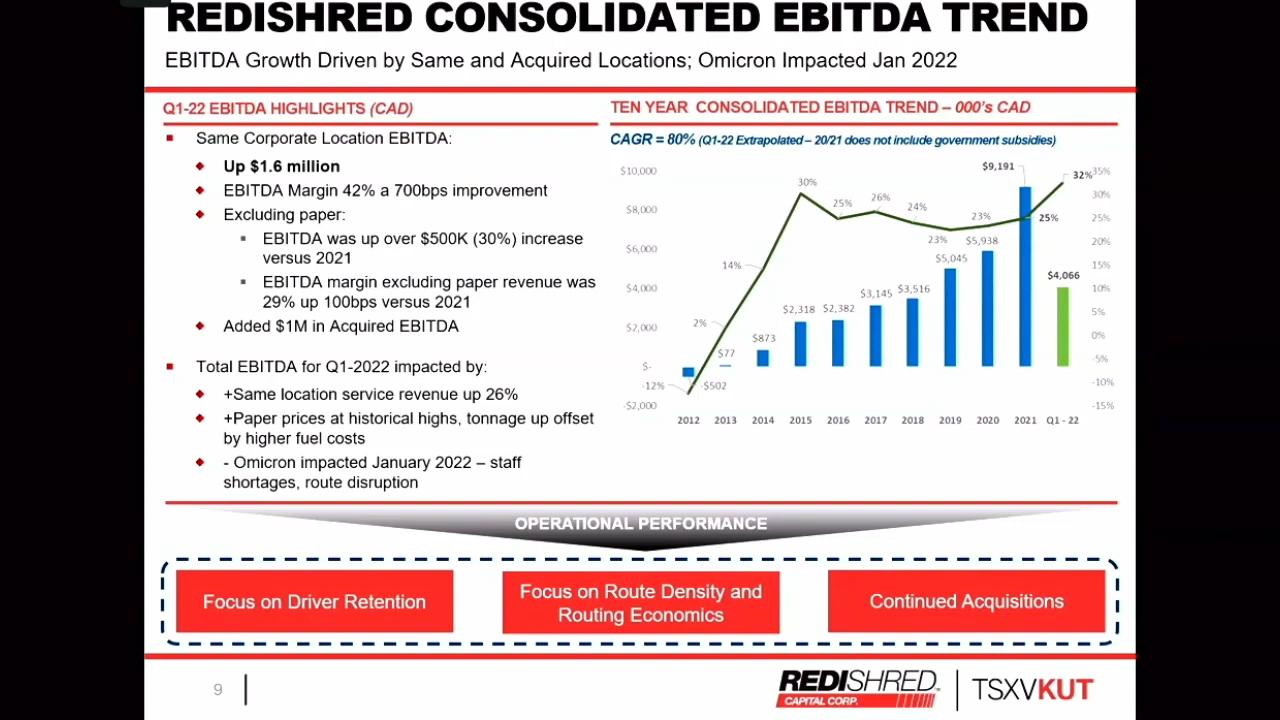 REDISHRED CONSOLIDATED EBITDA TREND
EBITDA Growth Driven by Same and Acquired Locations; Omicron Impacted Jan 2022
Q1-22 EBITDA HIGHLIGHTS (CAD)
Same Corporate Location EBITDA:
Up $1.6 million
EBITDA Margin 42% a 700bps improvement
Excluding paper:
EBITDA was up over $500K (30%) increase
versus 2021
EBITDA margin excluding paper revenue was
29% up 100bps versus 2021
Added $1M in Acquired EBITDA
Total EBITDA for Q1-2022 impacted by:
+Same location service revenue up 26%
+Paper prices at historical highs, tonnage up offset
by higher fuel costs
- Omicron impacted January 2022 – staff
shortages, route disruption
TEN YEAR CONSOLIDATED EBITDA TREND – 000's CAD
CAGR = 80% (Q1-22 Extrapolated – 20/21 does not include government subsidies)
$10,000
$8,000
$6,000
$4,000
$2,000
$-
-$2,000
-12%
2%
14%
30%
25%
26%
24%
23%
23%
25%
32%
-$502
$77
$873
$2,318
$2,382
$3,145
$3,516
$5,045
$5,938
$9,191
$4,066
35%
30%
25%
20%
15%
10%
5%
0%
-5%
-10%
-15%
2012 2013 2014 2015 2016 2017 2018 2019 2020 2021 Q1 - 22
OPERATIONAL PERFORMANCE
Focus on Driver Retention
Focus on Route Density and
Routing Economics
Continued Acquisitions
9
REDISHRED
CAPITAL CORP.
TSXVKUT